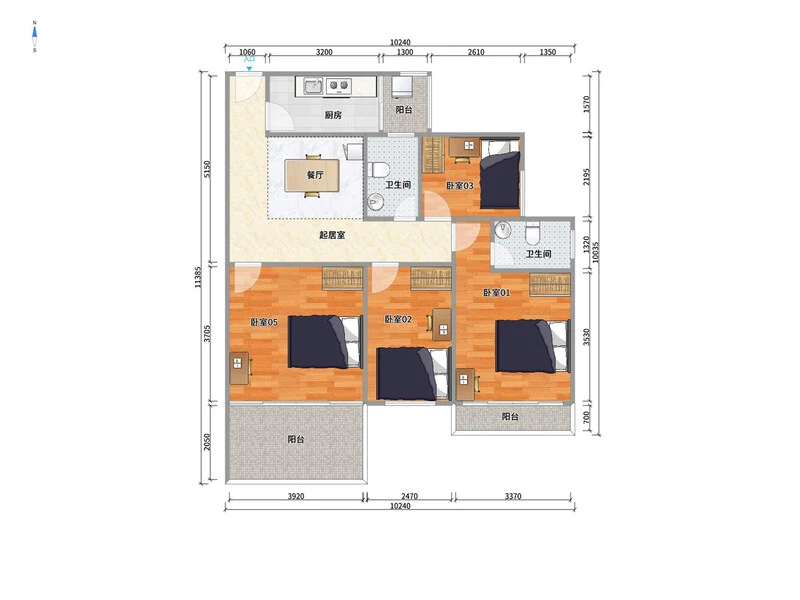 N
S
10240
1060
3200
1300
2610
1350
入口
厨房
阳台
餐厅
卫生间
卧室03
起居室
卫生间
卧室05
卧室02
卧室01
阳台
阳台
11385
5150
3705
2050
1570
2195
1320
10035
3530
700
3920
2470
3370
10240